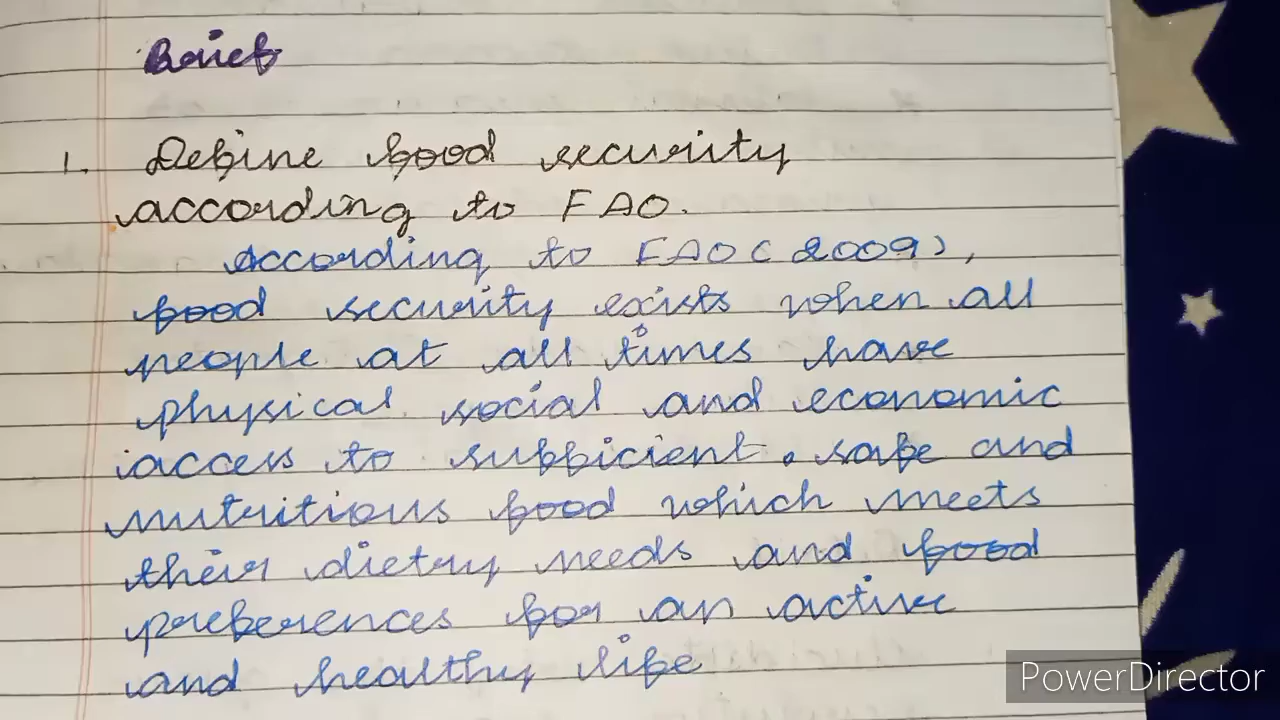 Brief
1. Define food security
according to FAO.
According to FAO ( 2009),
food security exists when all
people at all times have
physical social and economic
access to sufficient, safe and
nutritious food which meets
their dietary needs and food
preferences for an active
and healthy life
PowerDirector